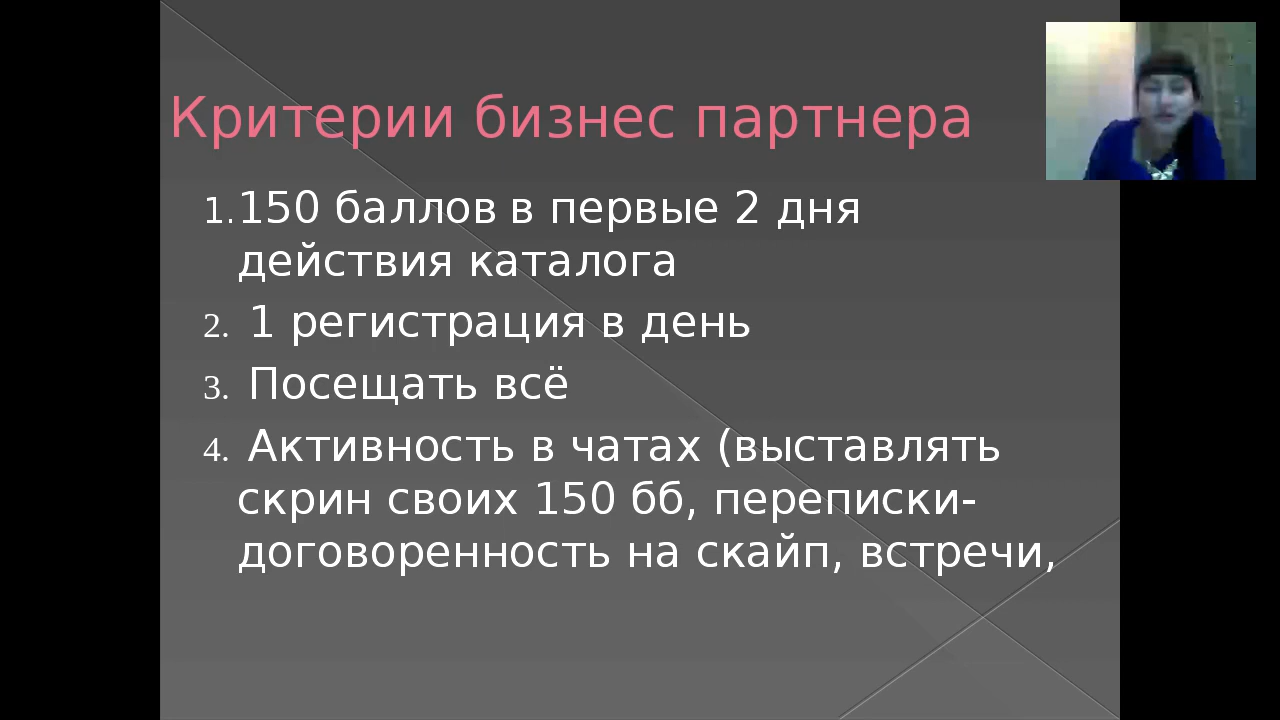 Критерии бизнес партнера
1.150 баллов в первые 2 дня
действия каталога
2. 1 регистрация в день
3. Посещать всё
4. Активность в чатах (выставлять
скрин своих 150 бб, переписки-
договоренность на скайп, встречи,